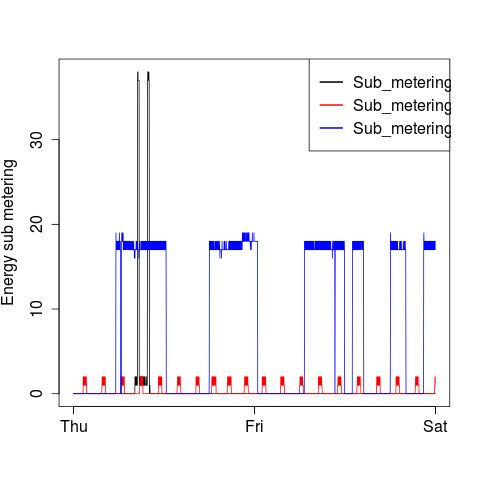 Sub_metering
Sub_metering
Sub_metering
Energy sub metering
30
20
10
0
Thu Fri Sat